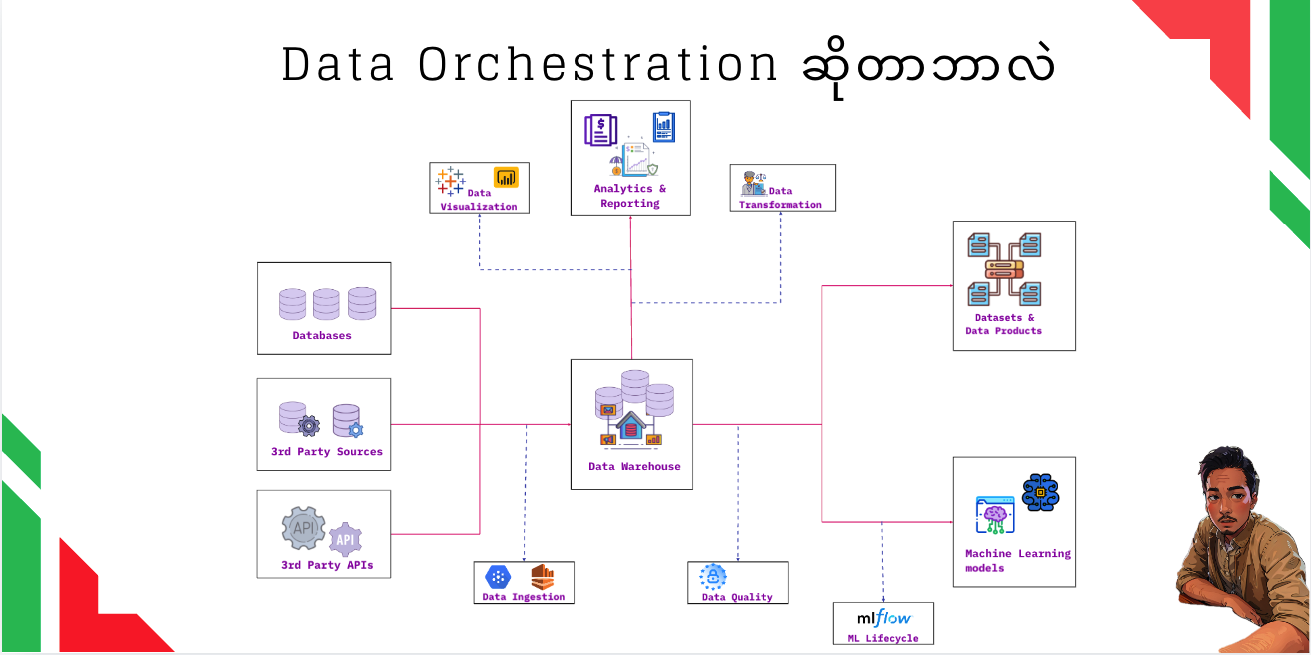 Data Orchestration ဆိုတာဘာလဲ
$
Analytics &
Reporting
Data
Visualization
Data
Transformation
Databases
3rd Party Sources
API
API
3rd Party APIs
Data Warehouse
Datasets &
Data Products
Machine Learning
models
Data Ingestion
Data Quality
mlflow
ML Lifecycle